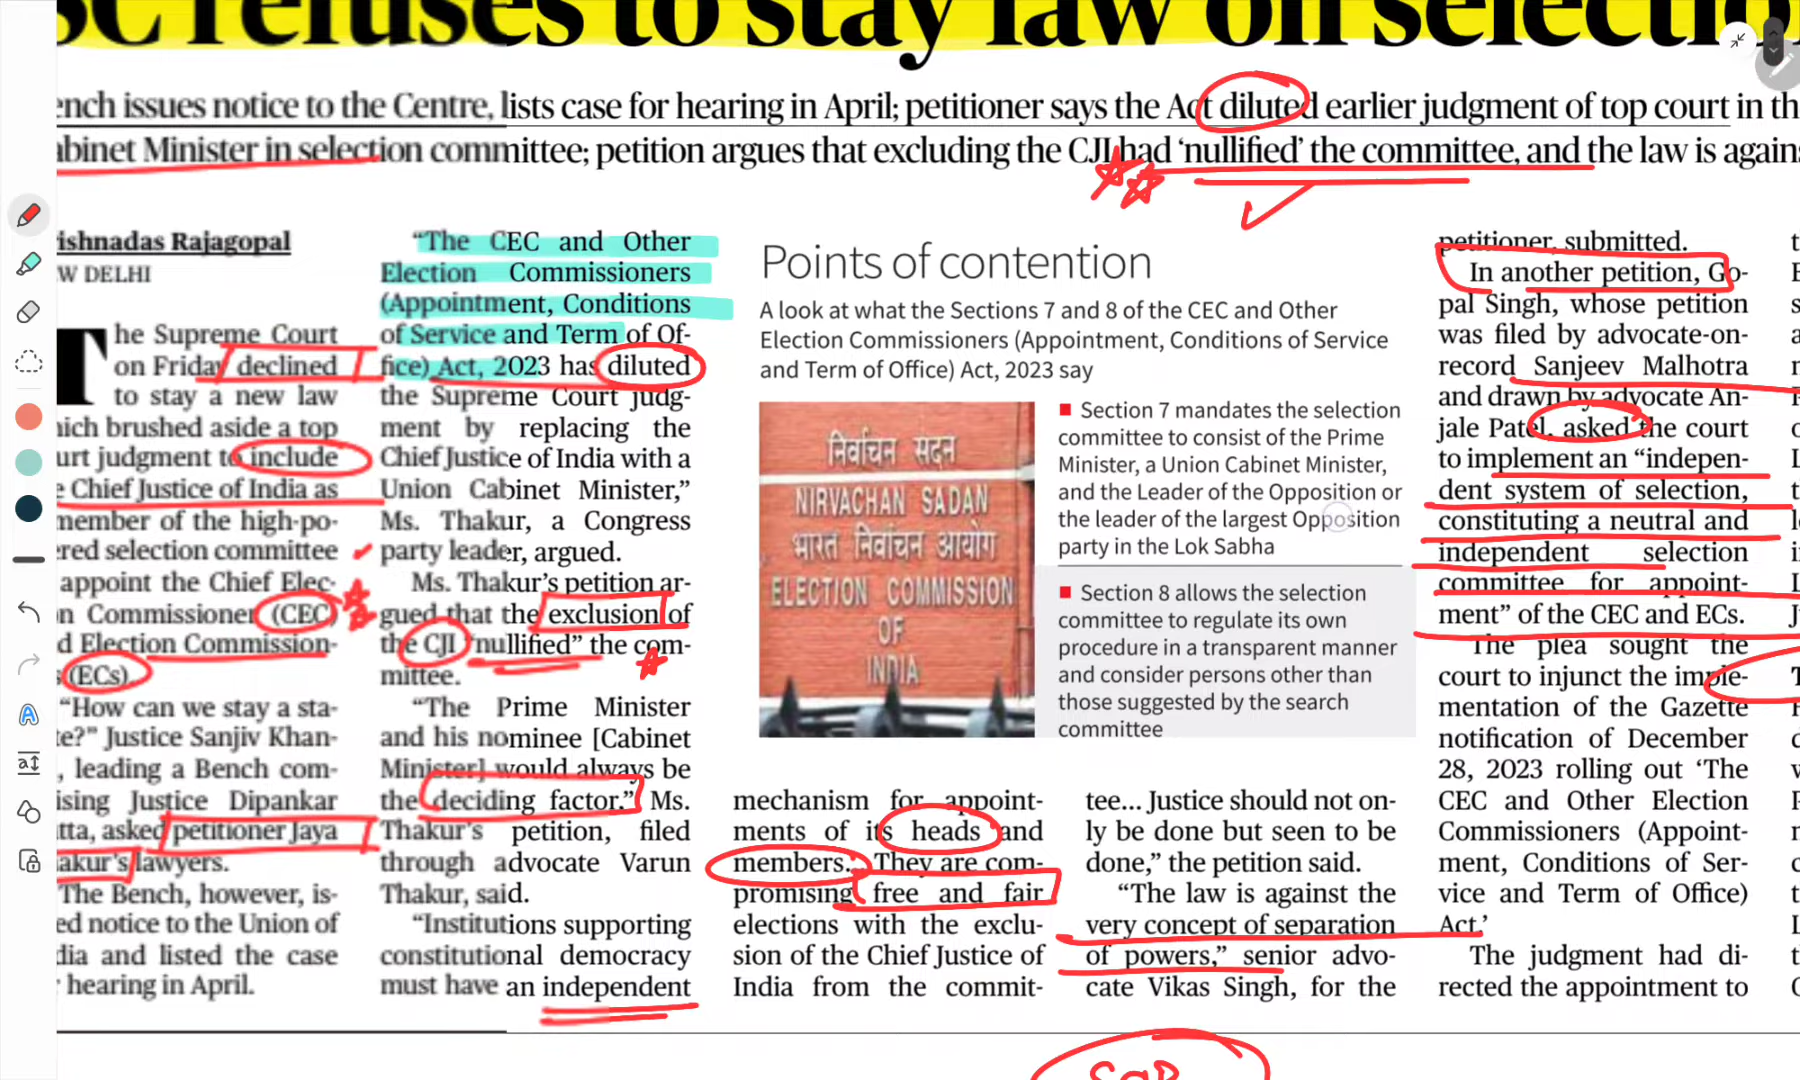 SC refuses to stay law on selectio
ench issues notice to the Centre, lists case for hearing in April; petitioner says the Act diluted earlier judgment of top court in th
abinet Minister in selection committee; petition argues that excluding the CJI had ‘nullified’ the committee, and the law is agains
ishnadas Rajagopal
W DELHI
The Supreme Court
on Friday declined
to stay a new law
hich brushed aside a top
urt judgment to include
e Chief Justice of India as
member of the high-po-
ered selection committee
appoint the Chief Elec-
n Commissioner (CEC)
d Election Commission-
(ECs).
“How can we stay a sta-
te?” Justice Sanjiv Khan-
, leading a Bench com-
ising Justice Dipankar
tta, asked petitioner Jaya
akur’s lawyers.
The Bench, however, is-
ed notice to the Union of
dia and listed the case
hearing in April.
“The CEC and Other
Election Commissioners
(Appointment, Conditions
of Service and Term of Of-
fice) Act, 2023 has diluted
the Supreme Court judg-
ment by replacing the
Chief Justice of India with a
Union Cabinet Minister,”
Ms. Thakur, a Congress
party leader, argued.
Ms. Thakur’s petition ar-
gued that the exclusion of
the CJI “nullified” the com-
mittee.
“The Prime Minister
and his nominee [Cabinet
Minister] would always be
the deciding factor.” Ms.
Thakur’s petition, filed
through advocate Varun
Thakur, said.
“Institutions supporting
constitutional democracy
must have an independent
Points of contention
A look at what the Sections 7 and 8 of the CEC and Other
Election Commissioners (Appointment, Conditions of Service
and Term of Office) Act, 2023 say
निर्वाचन सदन
NIRVACHAN SADAN
भारत निर्वाचन आयोग
ELECTION COMMISSION
OF
INDIA
Section 7 mandates the selection
committee to consist of the Prime
Minister, a Union Cabinet Minister,
and the Leader of the Opposition or
the leader of the largest Opposition
party in the Lok Sabha
Section 8 allows the selection
committee to regulate its own
procedure in a transparent manner
and consider persons other than
those suggested by the search
committee
mechanism for appoint-
ments of its heads and
members. They are com-
promising free and fair
elections with the exclu-
sion of the Chief Justice of
India from the commit-
tee... Justice should not on-
ly be done but seen to be
done,” the petition said.
“The law is against the
very concept of separation
of powers,” senior advo-
cate Vikas Singh, for the
petitioner, submitted.
In another petition, Go-
pal Singh, whose petition
was filed by advocate-on-
record Sanjeev Malhotra
and drawn by advocate An-
jale Patel, asked the court
to implement an “indepen-
dent system of selection,
constituting a neutral and
independent selection
committee for appoint-
ment” of the CEC and ECs.
The plea sought the
court to injunct the imple-
mentation of the Gazette
notification of December
28, 2023 rolling out ‘The
CEC and Other Election
Commissioners (Appoint-
ment, Conditions of Ser-
vice and Term of Office)
Act.’
The judgment had di-
rected the appointment to